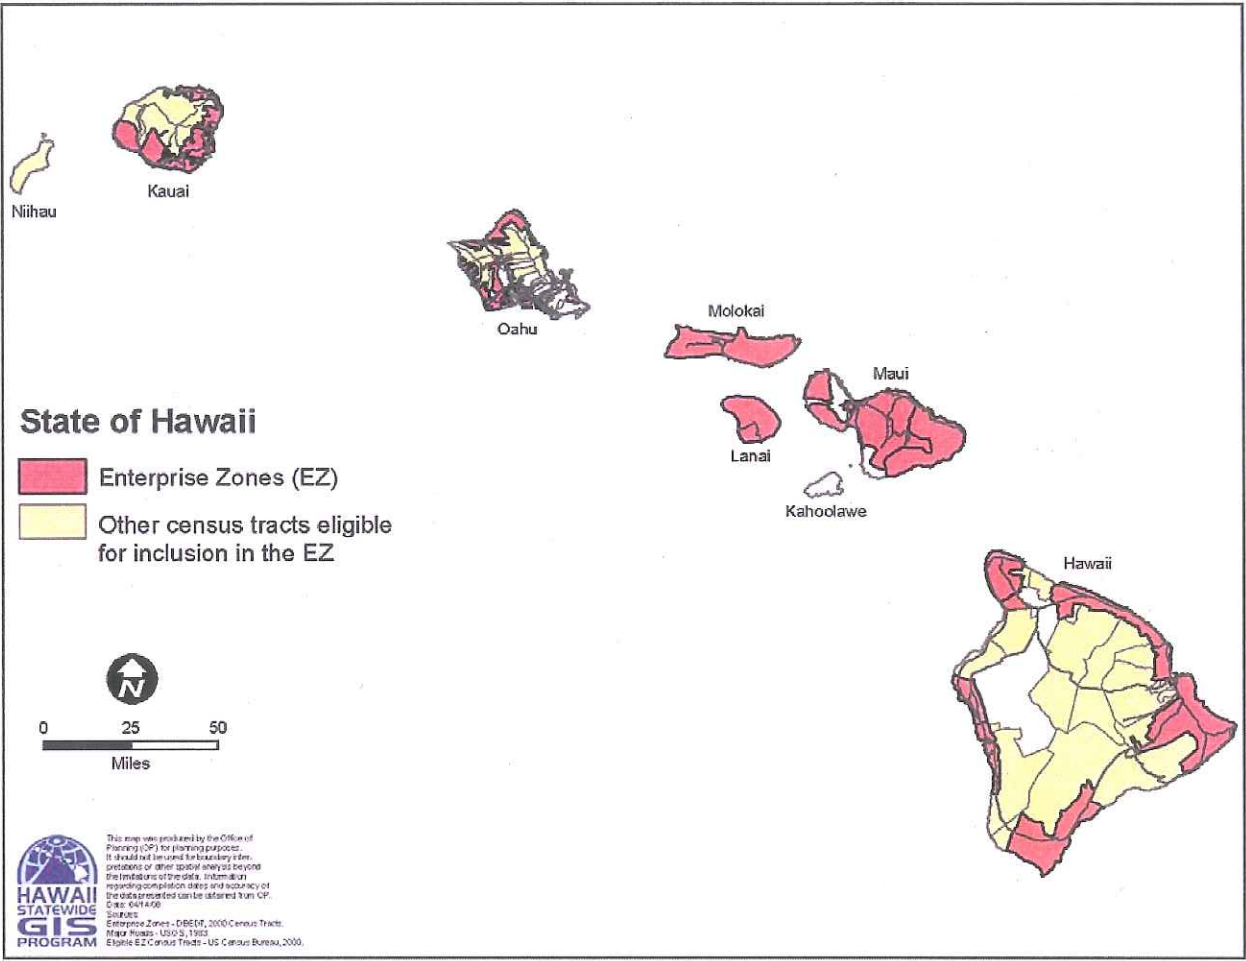 Kauai
Niihau
Oahu
Molokai
Maui
Lanai
Kahoolawe
Hawaii
State of Hawaii
Enterprise Zones (EZ)
Other census tracts eligible
for inclusion in the EZ
N
0 25 50
Miles
HAWAII
STATEWIDE
GIS
PROGRAM
This map was produced by the Office of
Planning (OP) for planning purposes.
It should not be used for boundary inter-
pretations or other spatial analysis beyond
the limitations of the data. Information
regarding compilation dates and accuracy of
the data presented can be obtained from OP.
Date: 04/14/08
Sources:
Enterprise Zones - DBEDT, 2000 Census Tracts.
Major Roads - USGS, 1983
Eligible EZ Census Tracts - US Census Bureau, 2000.